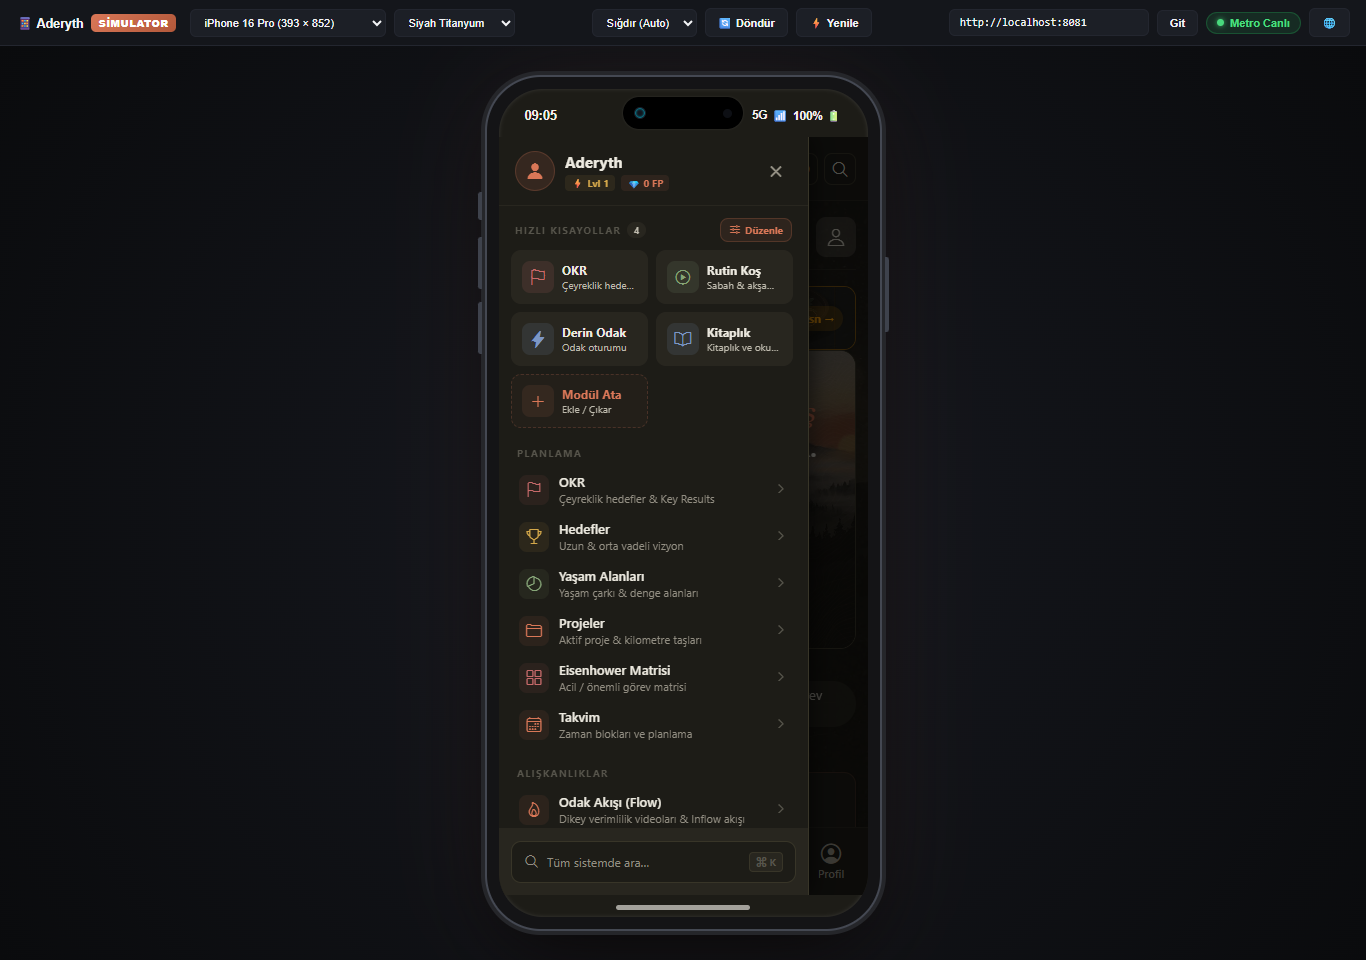 Aderyth SİMULATOR iPhone 16 Pro (393 × 852) Siyah Titanyum Sığdır (Auto) Döndür Yenile http://localhost:8081 Git Metro Canlı
09:05 5G 100%
Aderyth
Lvl 1 0 FP
HIZLI KISAYOLLAR 4 Düzenle
OKR
Çeyreklik hede...
Rutin Koş
Sabah & akşa...
Derin Odak
Odak oturumu
Kitaplık
Kitaplık ve oku...
Modül Ata
Ekle / Çıkar
PLANLAMA
OKR
Çeyreklik hedefler & Key Results
Hedefler
Uzun & orta vadeli vizyon
Yaşam Alanları
Yaşam çarkı & denge alanları
Projeler
Aktif proje & kilometre taşları
Eisenhower Matrisi
Acil / önemli görev matrisi
Takvim
Zaman blokları ve planlama
ALIŞKANLIKLAR
Odak Akışı (Flow)
Dikey verimlilik videoları & Inflow akışı
Tüm sistemde ara... ⌘ K
Profil